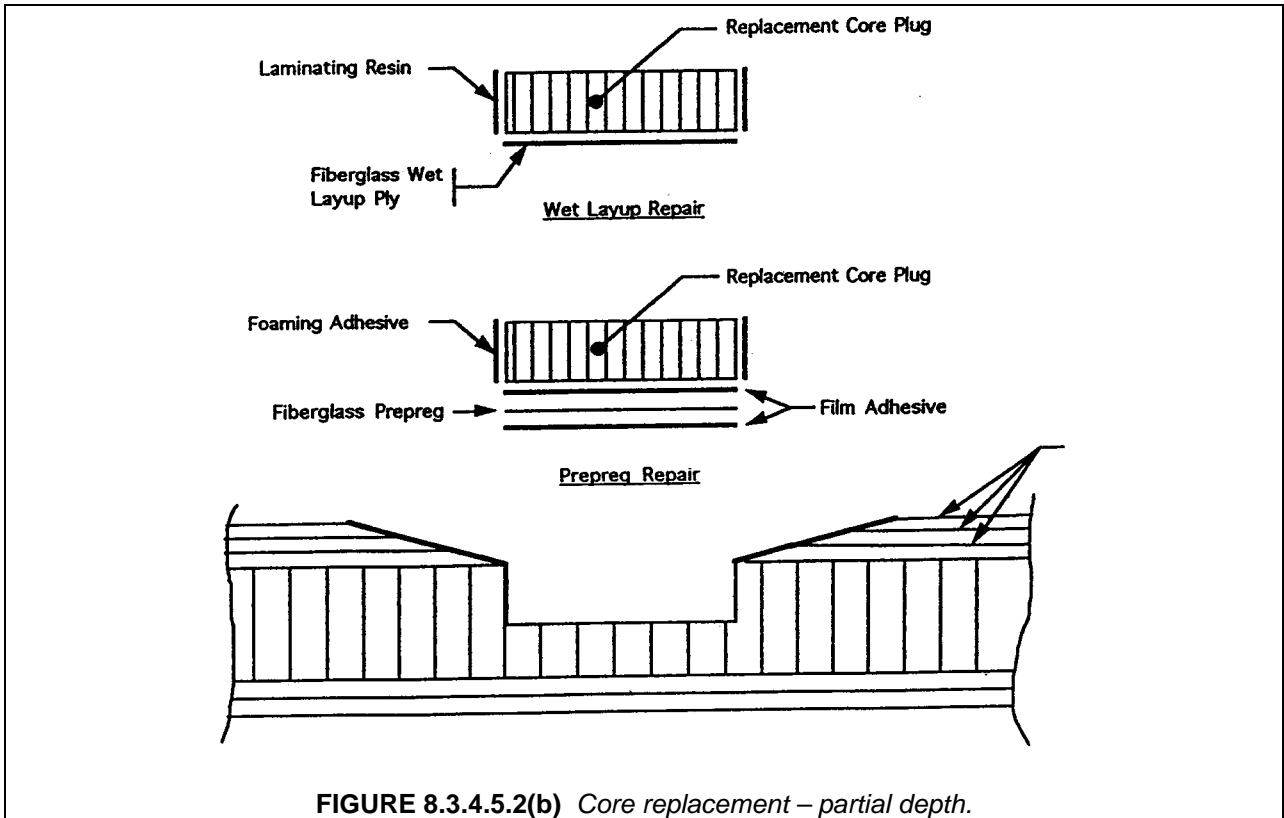 Replacement Core Plug
Laminating Resin
Fiberglass Wet
Layup Ply
Wet Layup Repair
Replacement Core Plug
Foaming Adhesive
Fiberglass Prepreg
Film Adhesive
Prepreg Repair
FIGURE 8.3.4.5.2(b) Core replacement – partial depth.